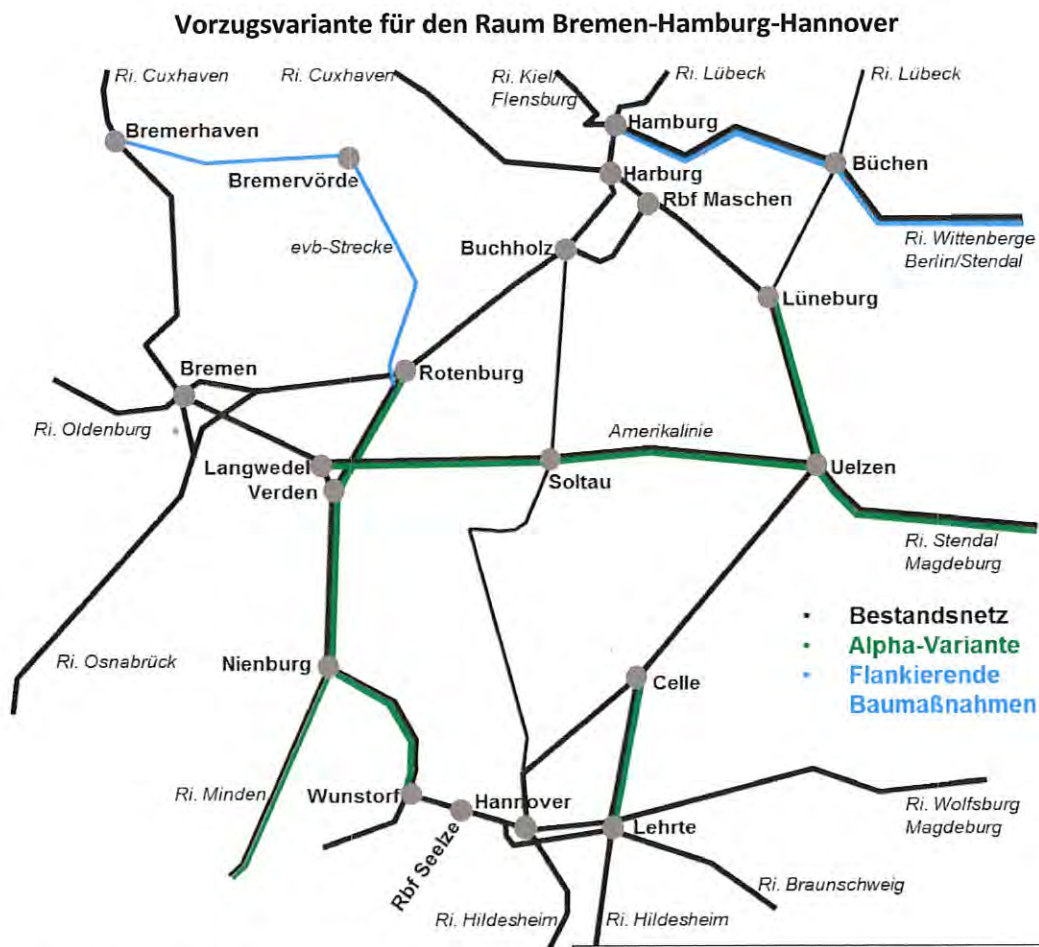 Vorzugsvariante für den Raum Bremen-Hamburg-Hannover
Ri. Cuxhaven
Ri. Cuxhaven
Ri. Kiel/
Flensburg
Ri. Lübeck
Ri. Lübeck
Bremerhaven
Hamburg
Bremervörde
Harburg
Büchen
Rbf Maschen
evb-Strecke
Buchholz
Ri. Wittenberge
Berlin/Stendal
Lüneburg
Bremen
Rotenburg
Ri. Oldenburg
Amerikalinie
Langwedel
Verden
Soltau
Uelzen
Ri. Stendal
Magdeburg
Bestandsnetz
Alpha-Variante
Flankierende
Baumaßnahmen
Ri. Osnabrück
Nienburg
Celle
Ri. Minden
Wunstorf
Hannover
Rbf Seelze
Lehrte
Ri. Wolfsburg
Magdeburg
Ri. Braunschweig
Ri. Hildesheim
Ri. Hildesheim